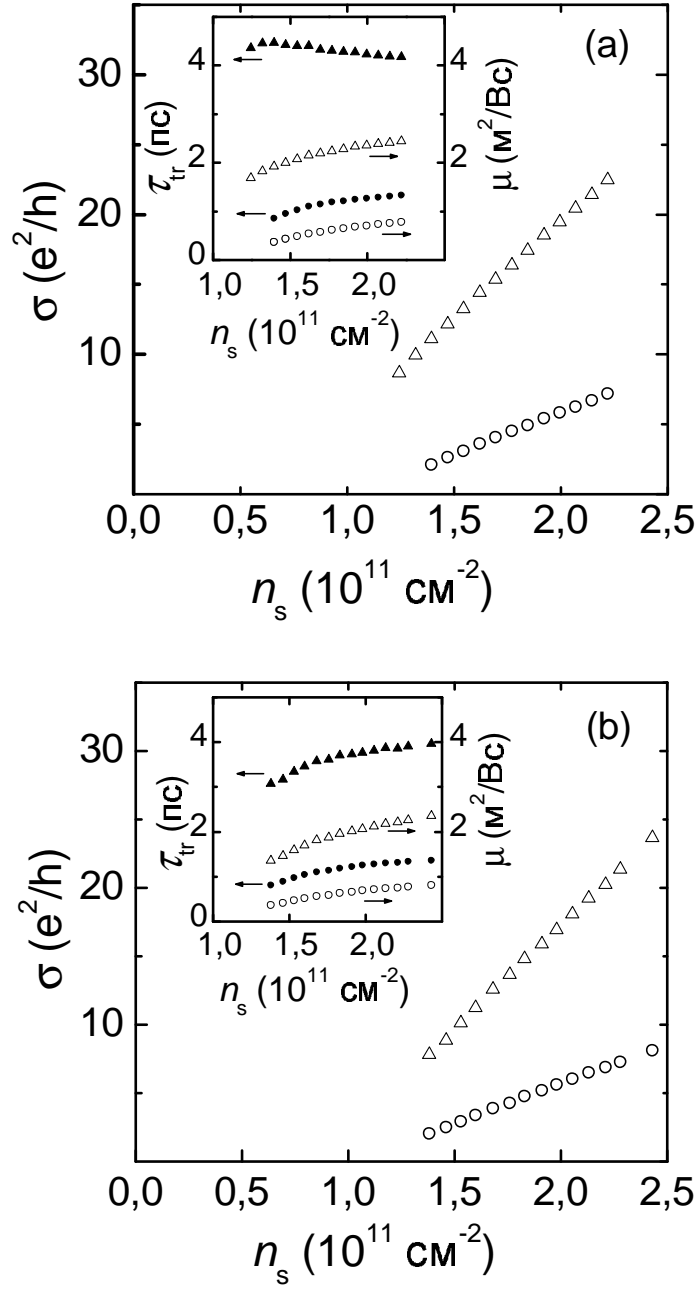 (a)
σ (e²/h)
30
20
10
0,0 0,5 1,0 1,5 2,0 2,5
nₛ (10¹¹ см⁻²)
τₜᵣ (пс)
4
2
0
μ (м²/Вс)
4
2
1,0 1,5 2,0
nₛ (10¹¹ см⁻²)
(b)
σ (e²/h)
30
20
10
0,0 0,5 1,0 1,5 2,0 2,5
nₛ (10¹¹ см⁻²)
τₜᵣ (пс)
4
2
0
μ (м²/Вс)
4
2
1,0 1,5 2,0
nₛ (10¹¹ см⁻²)